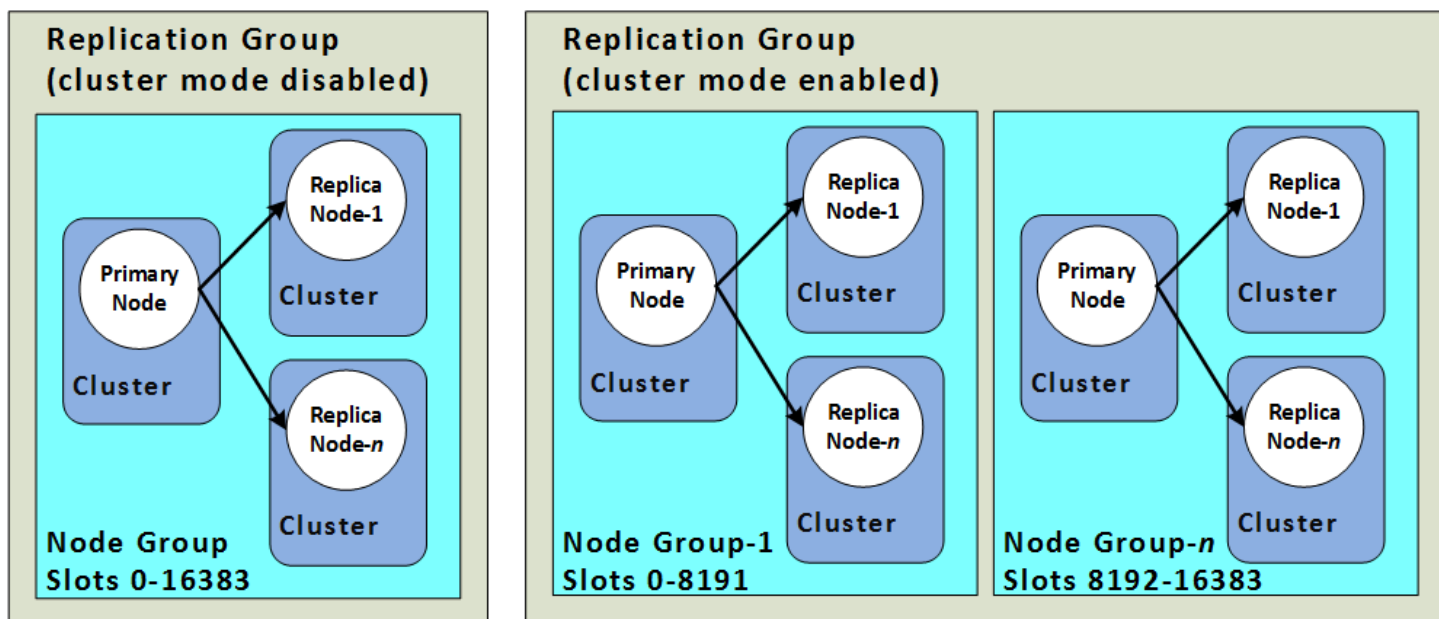 Replication Group
(cluster mode disabled)
Replica
Node-1
Cluster
Primary
Node
Cluster
Replica
Node-n
Cluster
Node Group
Slots 0-16383
Replication Group
(cluster mode enabled)
Replica
Node-1
Cluster
Primary
Node
Cluster
Replica
Node-n
Cluster
Node Group-1
Slots 0-8191
Replica
Node-1
Cluster
Primary
Node
Cluster
Replica
Node-n
Cluster
Node Group-n
Slots 8192-16383